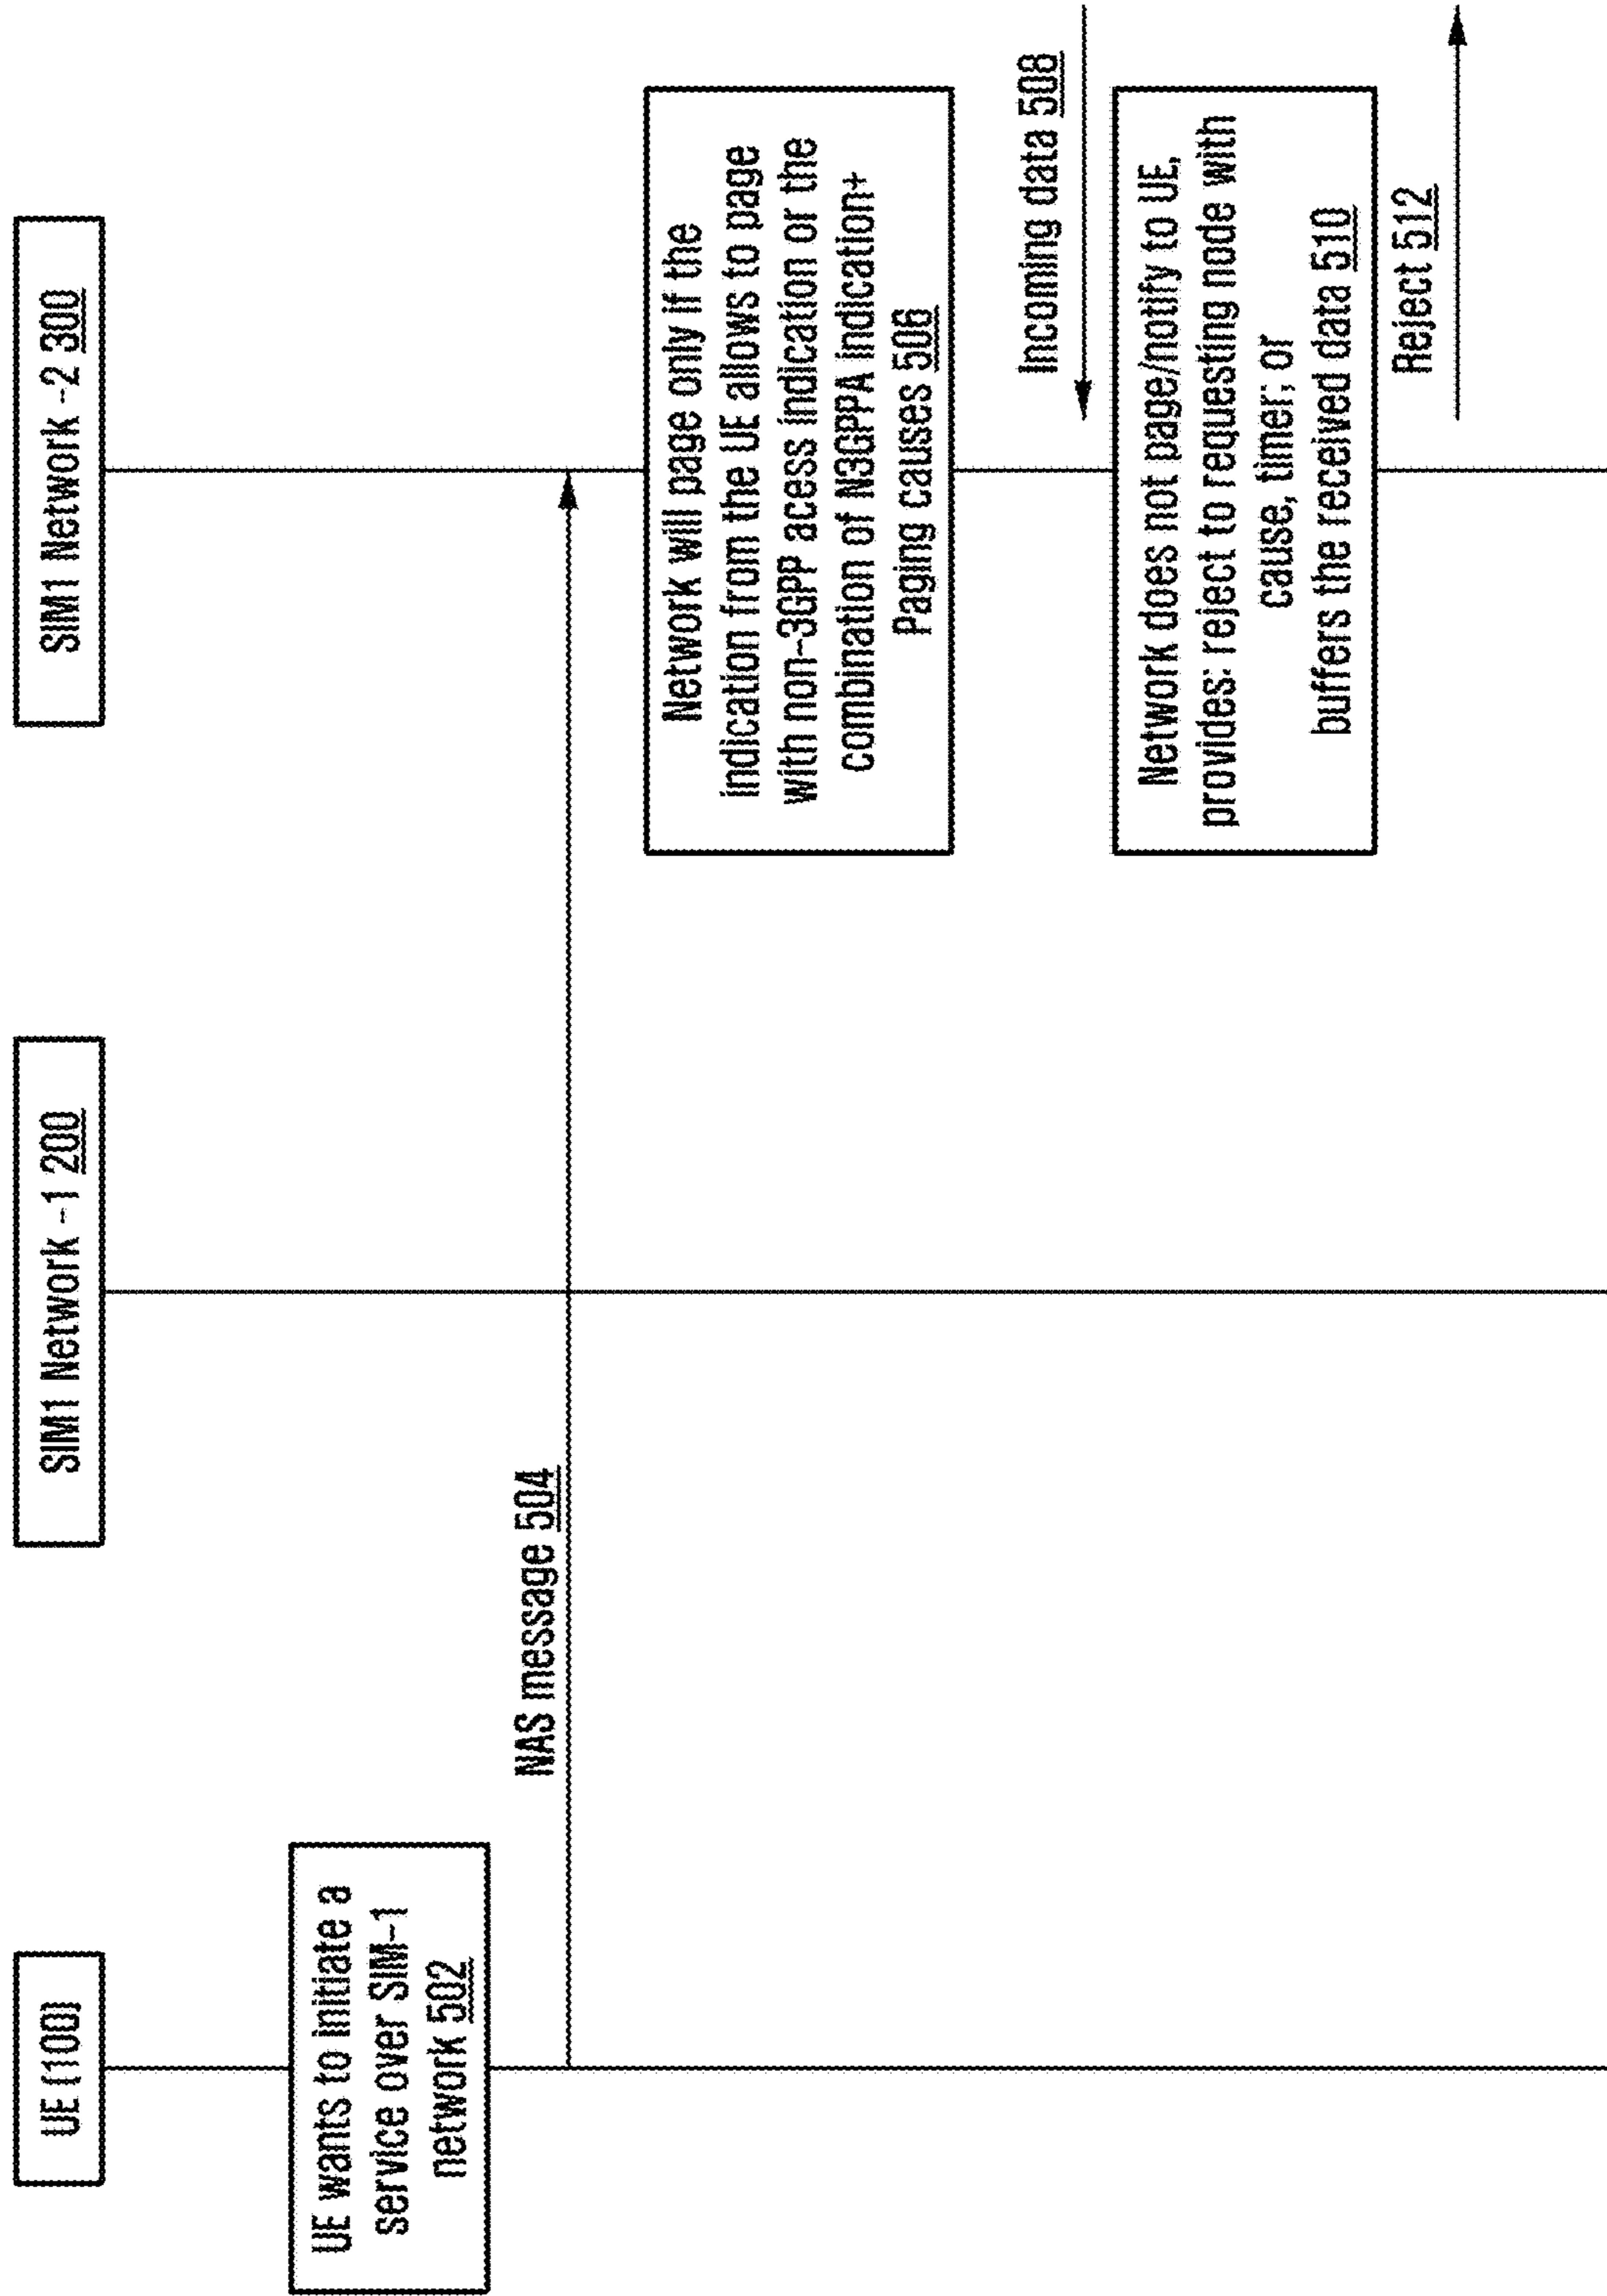 UE (100)
SIM1 Network -1 200
SIM1 Network -2 300
UE wants to initiate a
service over SIM-1
network 502
NAS message 504
Network will page only if the
indication from the UE allows to page
with non-3GPP access indication or the
combination of N3GPPA indication+
Paging causes 506
Incoming data 508
Network does not page/notify to UE,
provides: reject to requesting node with
cause, timer; or
buffers the received data 510
Reject 512